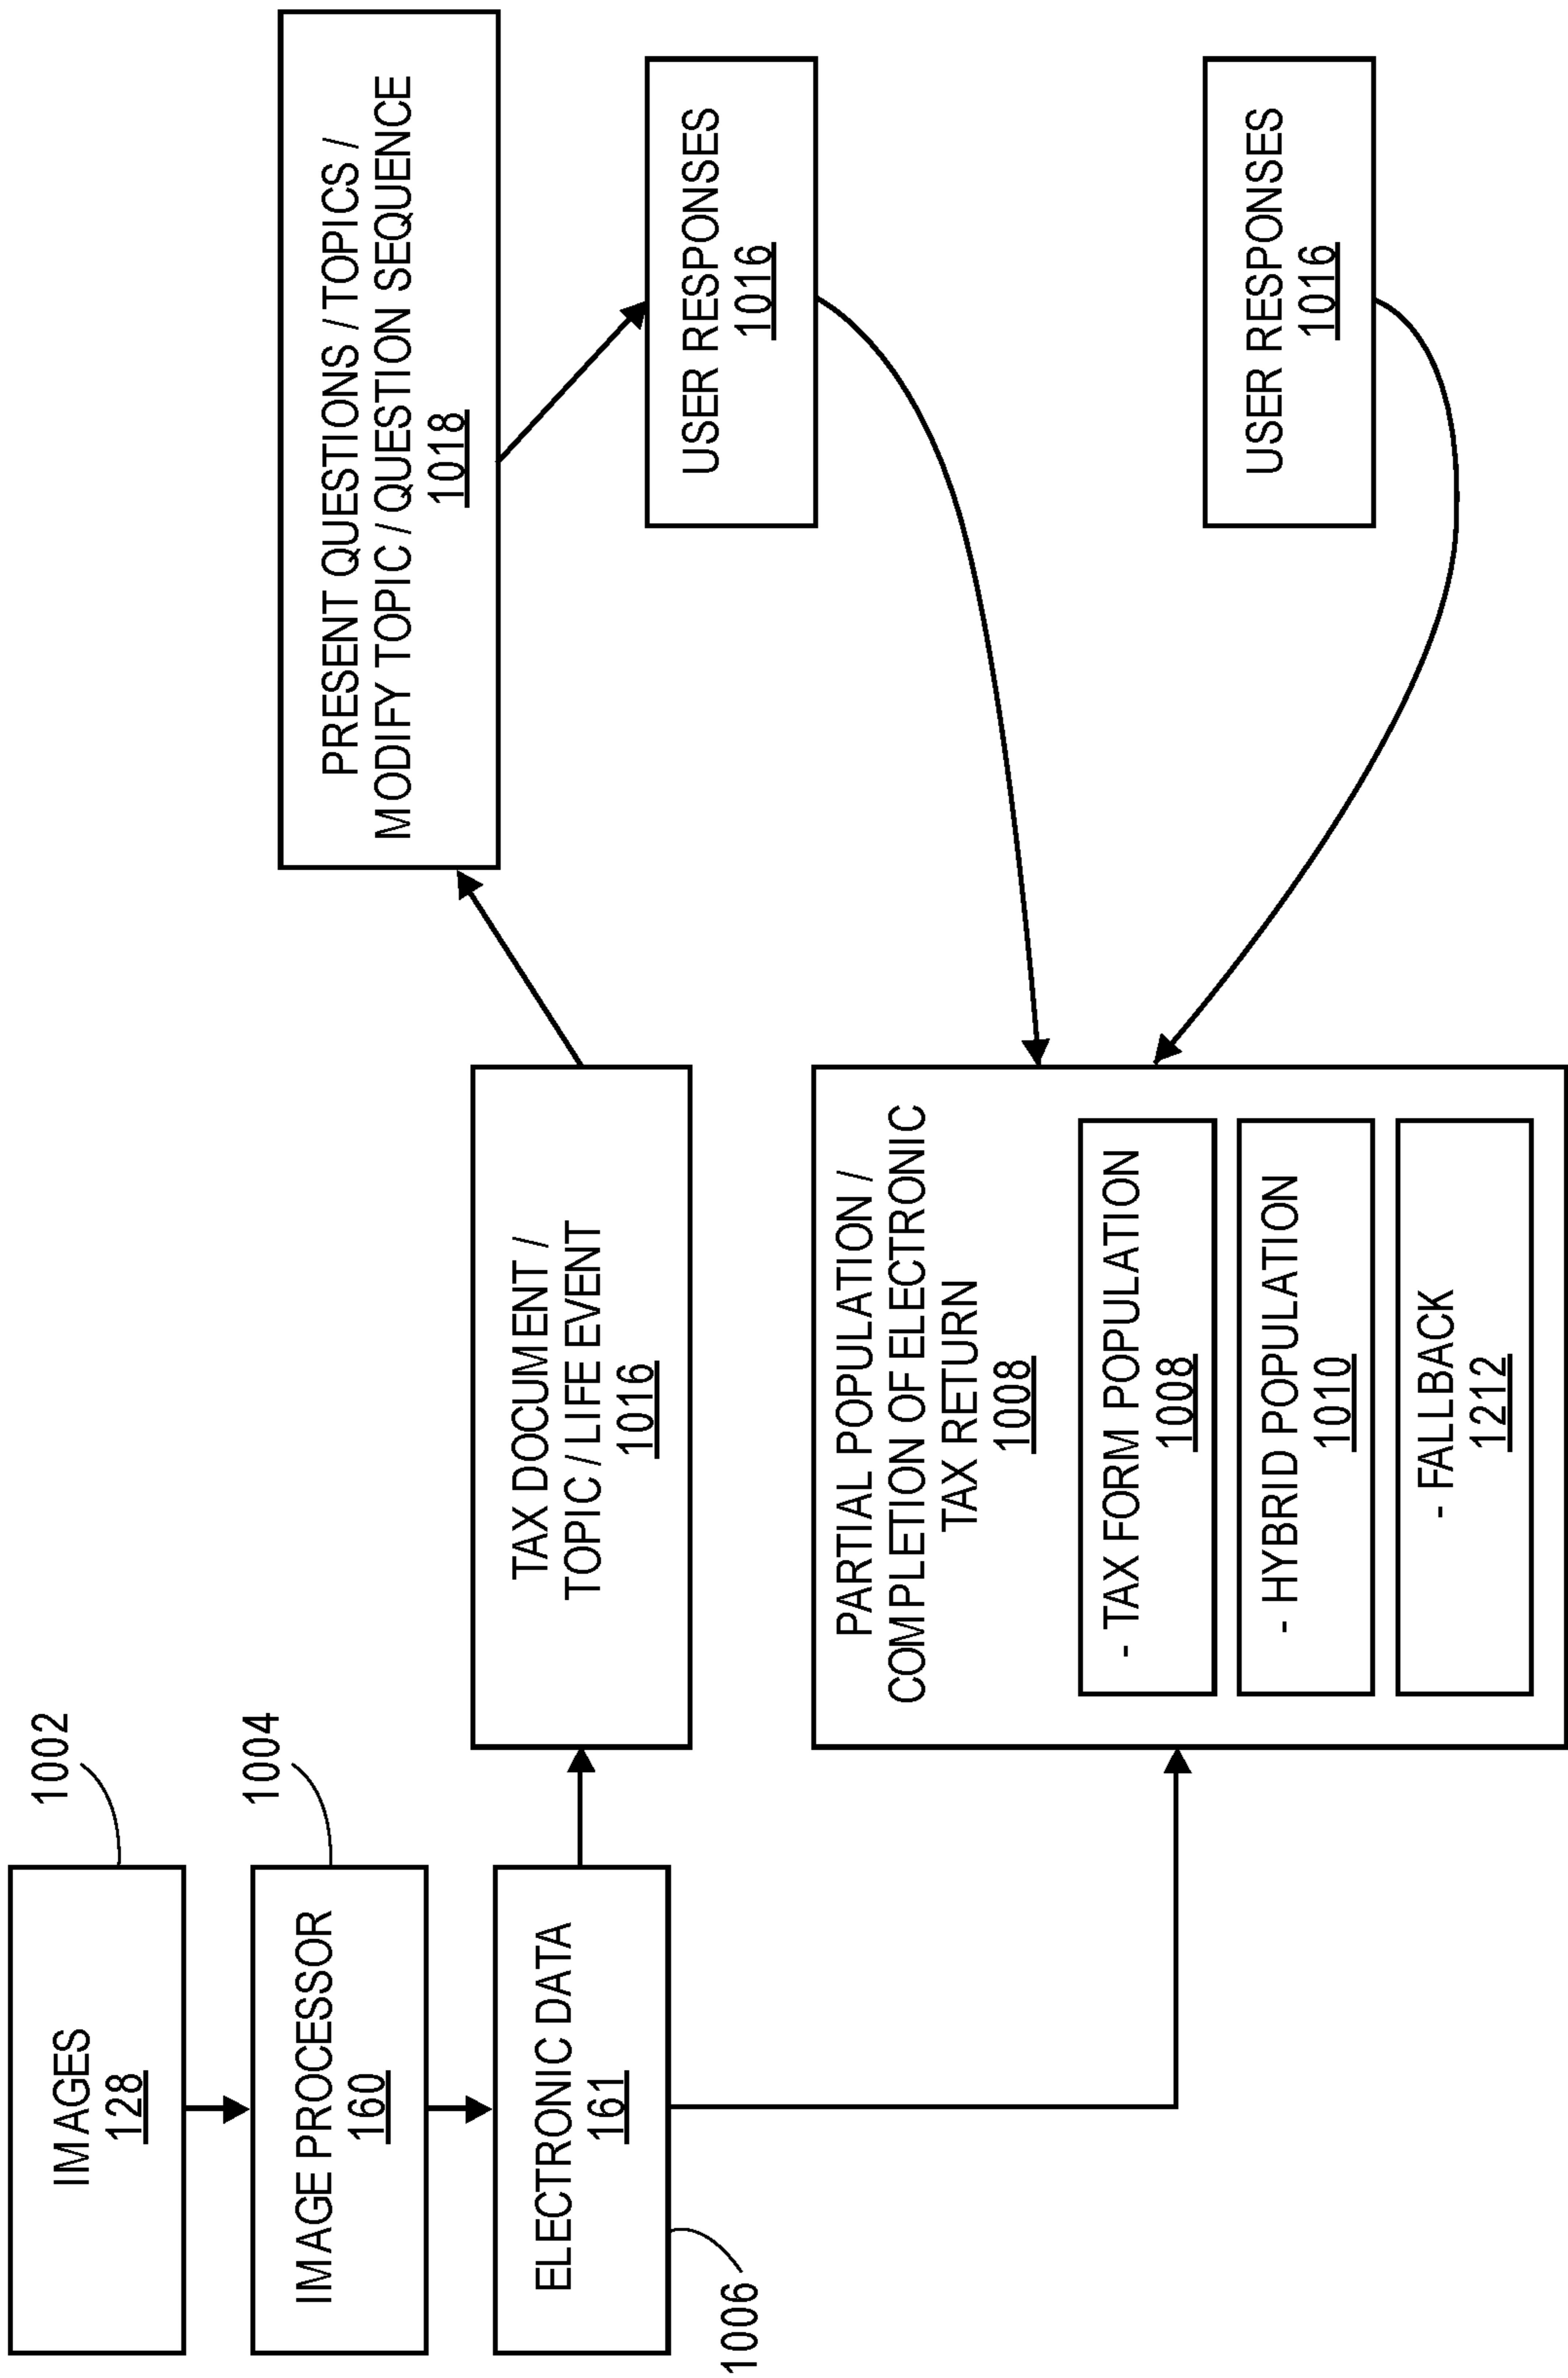 IMAGES
128
1002
IMAGE PROCESSOR
160
1004
ELECTRONIC DATA
161
1006
TAX DOCUMENT /
TOPIC / LIFE EVENT
1016
PARTIAL POPULATION /
COMPLETION OF ELECTRONIC
TAX RETURN
1008
- TAX FORM POPULATION
1008
- HYBRID POPULATION
1010
- FALLBACK
1212
PRESENT QUESTIONS / TOPICS /
MODIFY TOPIC / QUESTION SEQUENCE
1018
USER RESPONSES
1016
USER RESPONSES
1016